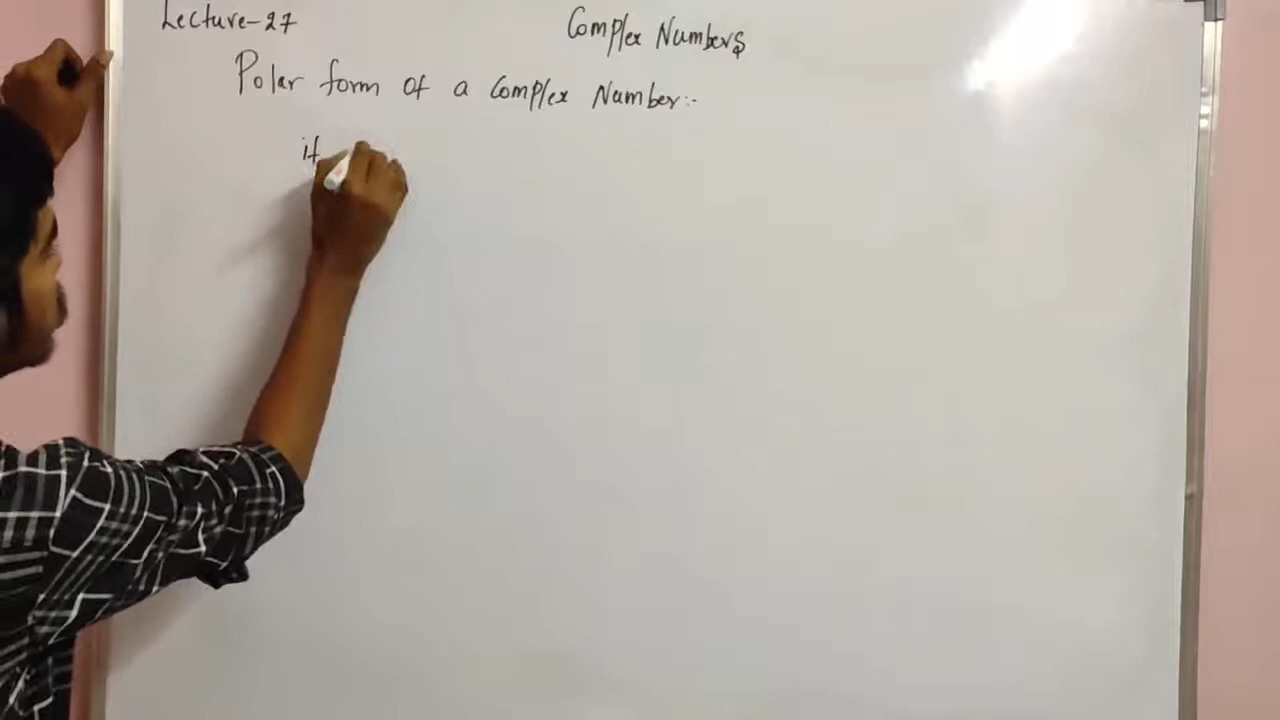 Lecture-27
Complex Numbers
Polar form of a Complex Number:-
if